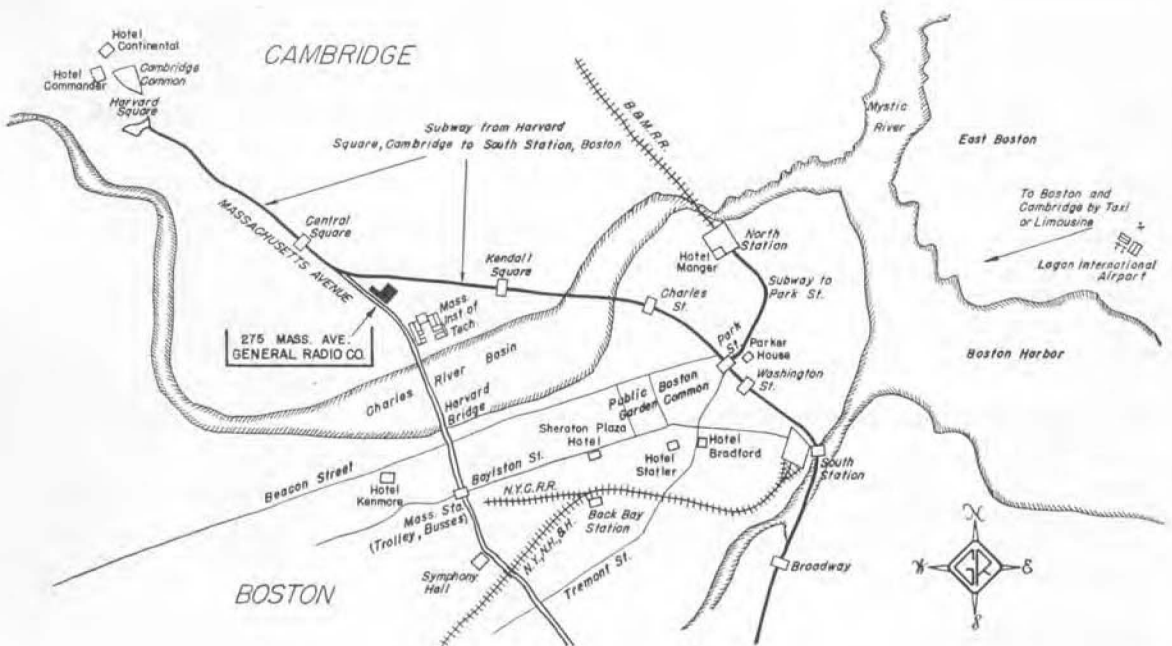 Hotel
Continental
CAMBRIDGE
Hotel
Commander
Cambridge
Common
Harvard
Square
Subway from Harvard
Square, Cambridge to South Station, Boston
B.&M.R.R.
Mystic
River
East Boston
To Boston and
Cambridge by Taxi
or Limousine
Logan International
Airport
MASSACHUSETTS AVENUE
Central
Square
Kendall
Square
North
Station
Hotel
Manger
Subway to
Park St.
Charles
St.
Mass.
Inst of
Tech.
275 MASS. AVE.
GENERAL RADIO CO.
Park
St.
Parker
House
Washington
St.
Boston Harbor
Charles River Basin
Harvard
Bridge
Public
Garden
Boston
Common
Sheraton Plaza
Hotel
Beacon Street
Boylston St.
Hotel
Kenmore
Hotel
Statler
Hotel
Bradford
South
Station
Mass. Sta.
(Trolley, Busses)
N.Y.C.R.R.
N.Y., N.H., & H.
Back Bay
Station
Symphony
Hall
Tremont St.
Broadway
BOSTON
N
W
E
S
GR